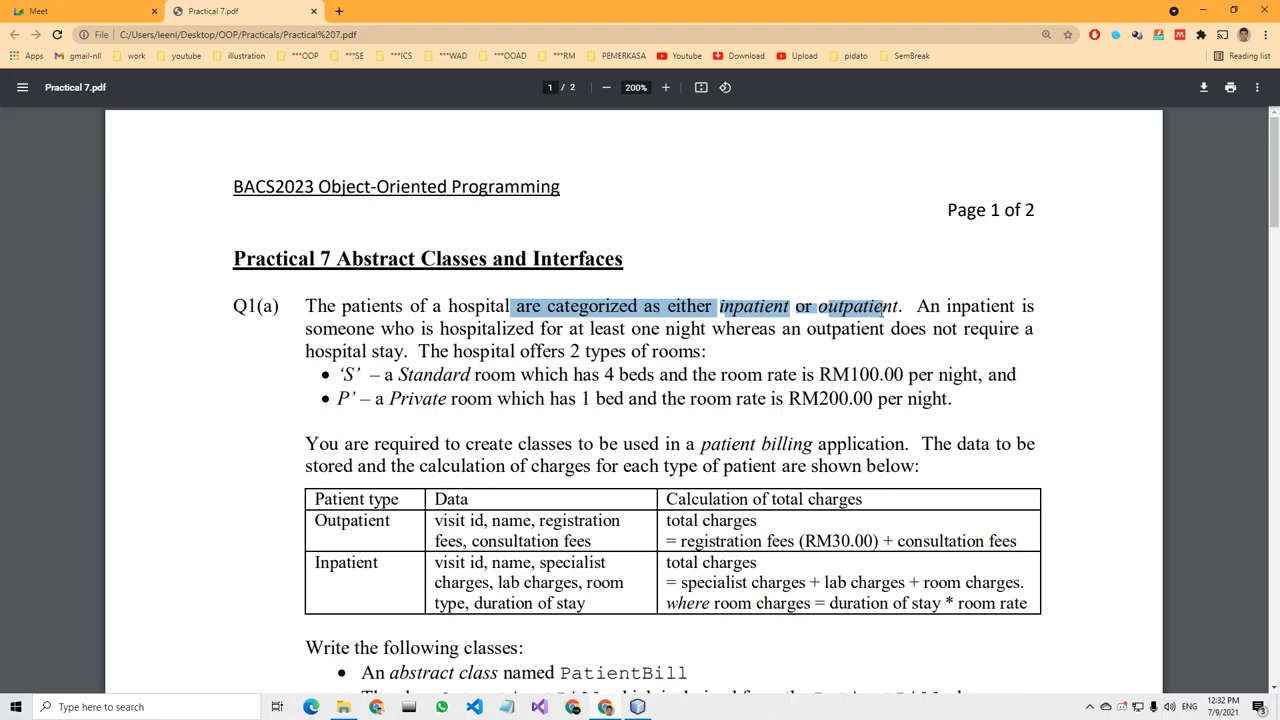 Meet
Practical 7.pdf
File
C:/Users/leenl/Desktop/OOP/Practicals/Practical%207.pdf
Apps
gmail-nll
work
youtube
illustration
***OOP
***SE
***ICS
***WAD
***OOAD
***RM
PEMERKASA
Youtube
Download
Upload
pidato
SemBreak
Reading list
Practical 7.pdf
1 / 2
200%
BACS2023 Object-Oriented Programming
Page 1 of 2
Practical 7 Abstract Classes and Interfaces
Q1(a) The patients of a hospital are categorized as either inpatient or outpatient. An inpatient is
someone who is hospitalized for at least one night whereas an outpatient does not require a
hospital stay. The hospital offers 2 types of rooms:
• ‘S’ – a Standard room which has 4 beds and the room rate is RM100.00 per night, and
• P’ – a Private room which has 1 bed and the room rate is RM200.00 per night.
You are required to create classes to be used in a patient billing application. The data to be
stored and the calculation of charges for each type of patient are shown below:
Patient type
Data
Calculation of total charges
Outpatient
visit id, name, registration
fees, consultation fees
total charges
= registration fees (RM30.00) + consultation fees
Inpatient
visit id, name, specialist
charges, lab charges, room
type, duration of stay
total charges
= specialist charges + lab charges + room charges.
where room charges = duration of stay * room rate
Write the following classes:
• An abstract class named PatientBill
Type here to search
ENG
12:32 PM
7/9/2021